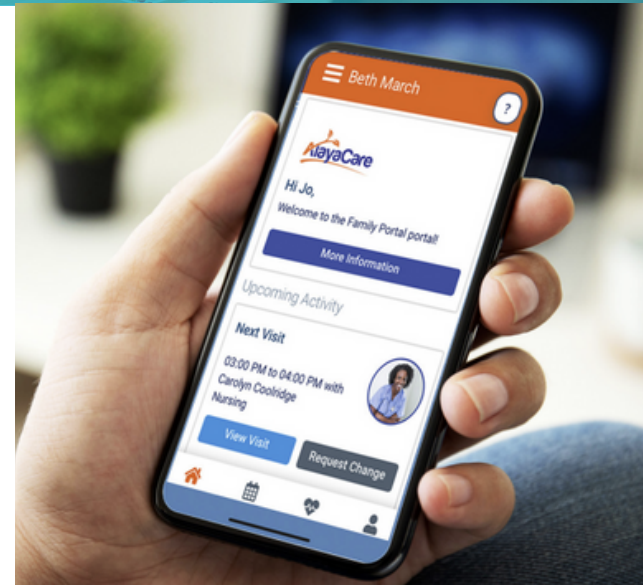 Beth March
?
AlayaCare
Hi Jo,
Welcome to the Family Portal portal!
More Information
Upcoming Activity
Next Visit
03:00 PM to 04:00 PM with
Carolyn Coolridge
Nursing
View Visit
Request Change